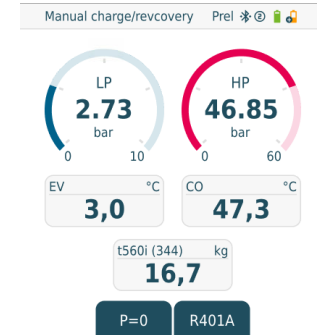 Manual charge/revcovery Prel 2
LP HP
2.73 46.85
bar bar
0 10 0 60
EV °C CO °C
3,0 47,3
t560i (344) kg
16,7
P=0 R401A